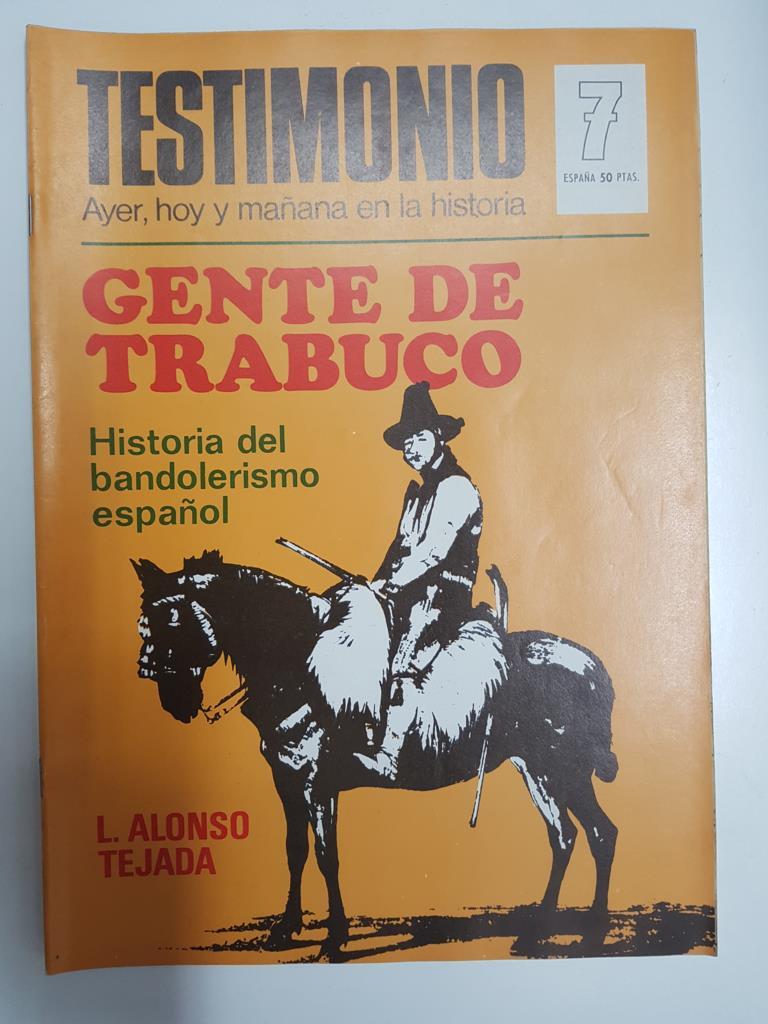 TESTIMONIO
7
ESPAÑA 50 PTAS.
Ayer, hoy y mañana en la historia
GENTE DE
TRABUCO
Historia del
bandolerismo
español
L. ALONSO
TEJADA